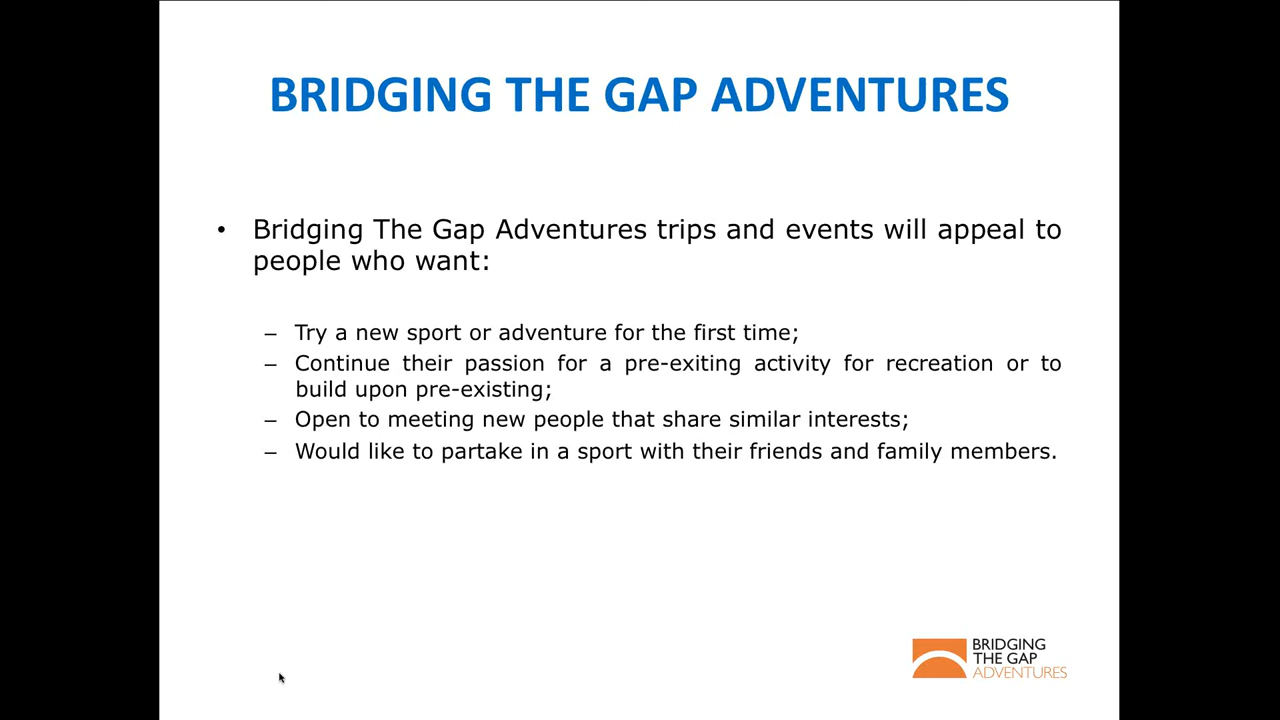 BRIDGING THE GAP ADVENTURES
• Bridging The Gap Adventures trips and events will appeal to
people who want:
– Try a new sport or adventure for the first time;
– Continue their passion for a pre-exiting activity for recreation or to
build upon pre-existing;
– Open to meeting new people that share similar interests;
– Would like to partake in a sport with their friends and family members.
BRIDGING
THE GAP
ADVENTURES